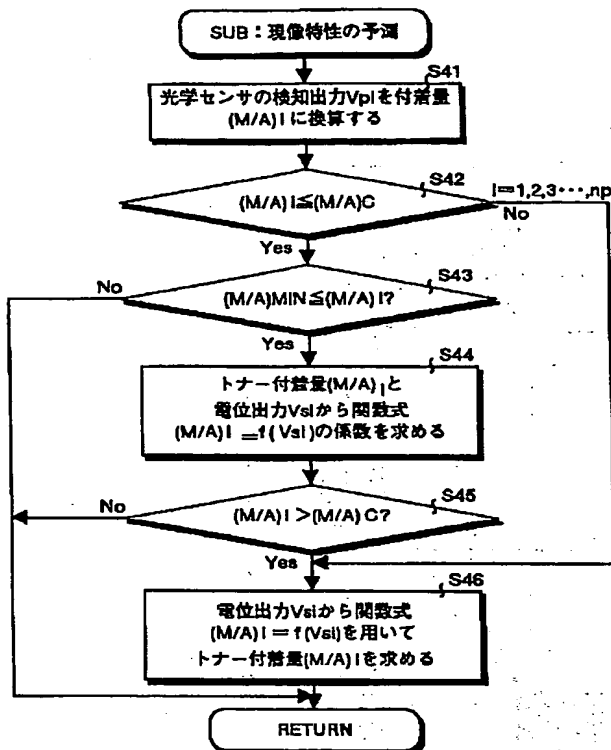 SUB：現像特性の予測
S41
光学センサの検知出力Vpiを付着量
(M/A)iに換算する
S42
i=1,2,3‥‥,np
(M/A)i≦(M/A)C
No
Yes
S43
No
(M/A)MIN≦(M/A)i?
Yes
S44
トナー付着量(M/A)iと
電位出力Vsiから関数式
(M/A)i=f(Vsi)の係数を求める
S45
No
(M/A)i>(M/A)C?
Yes
S46
電位出力Vsiから関数式
(M/A)i=f(Vsi)を用いて
トナー付着量(M/A)iを求める
RETURN